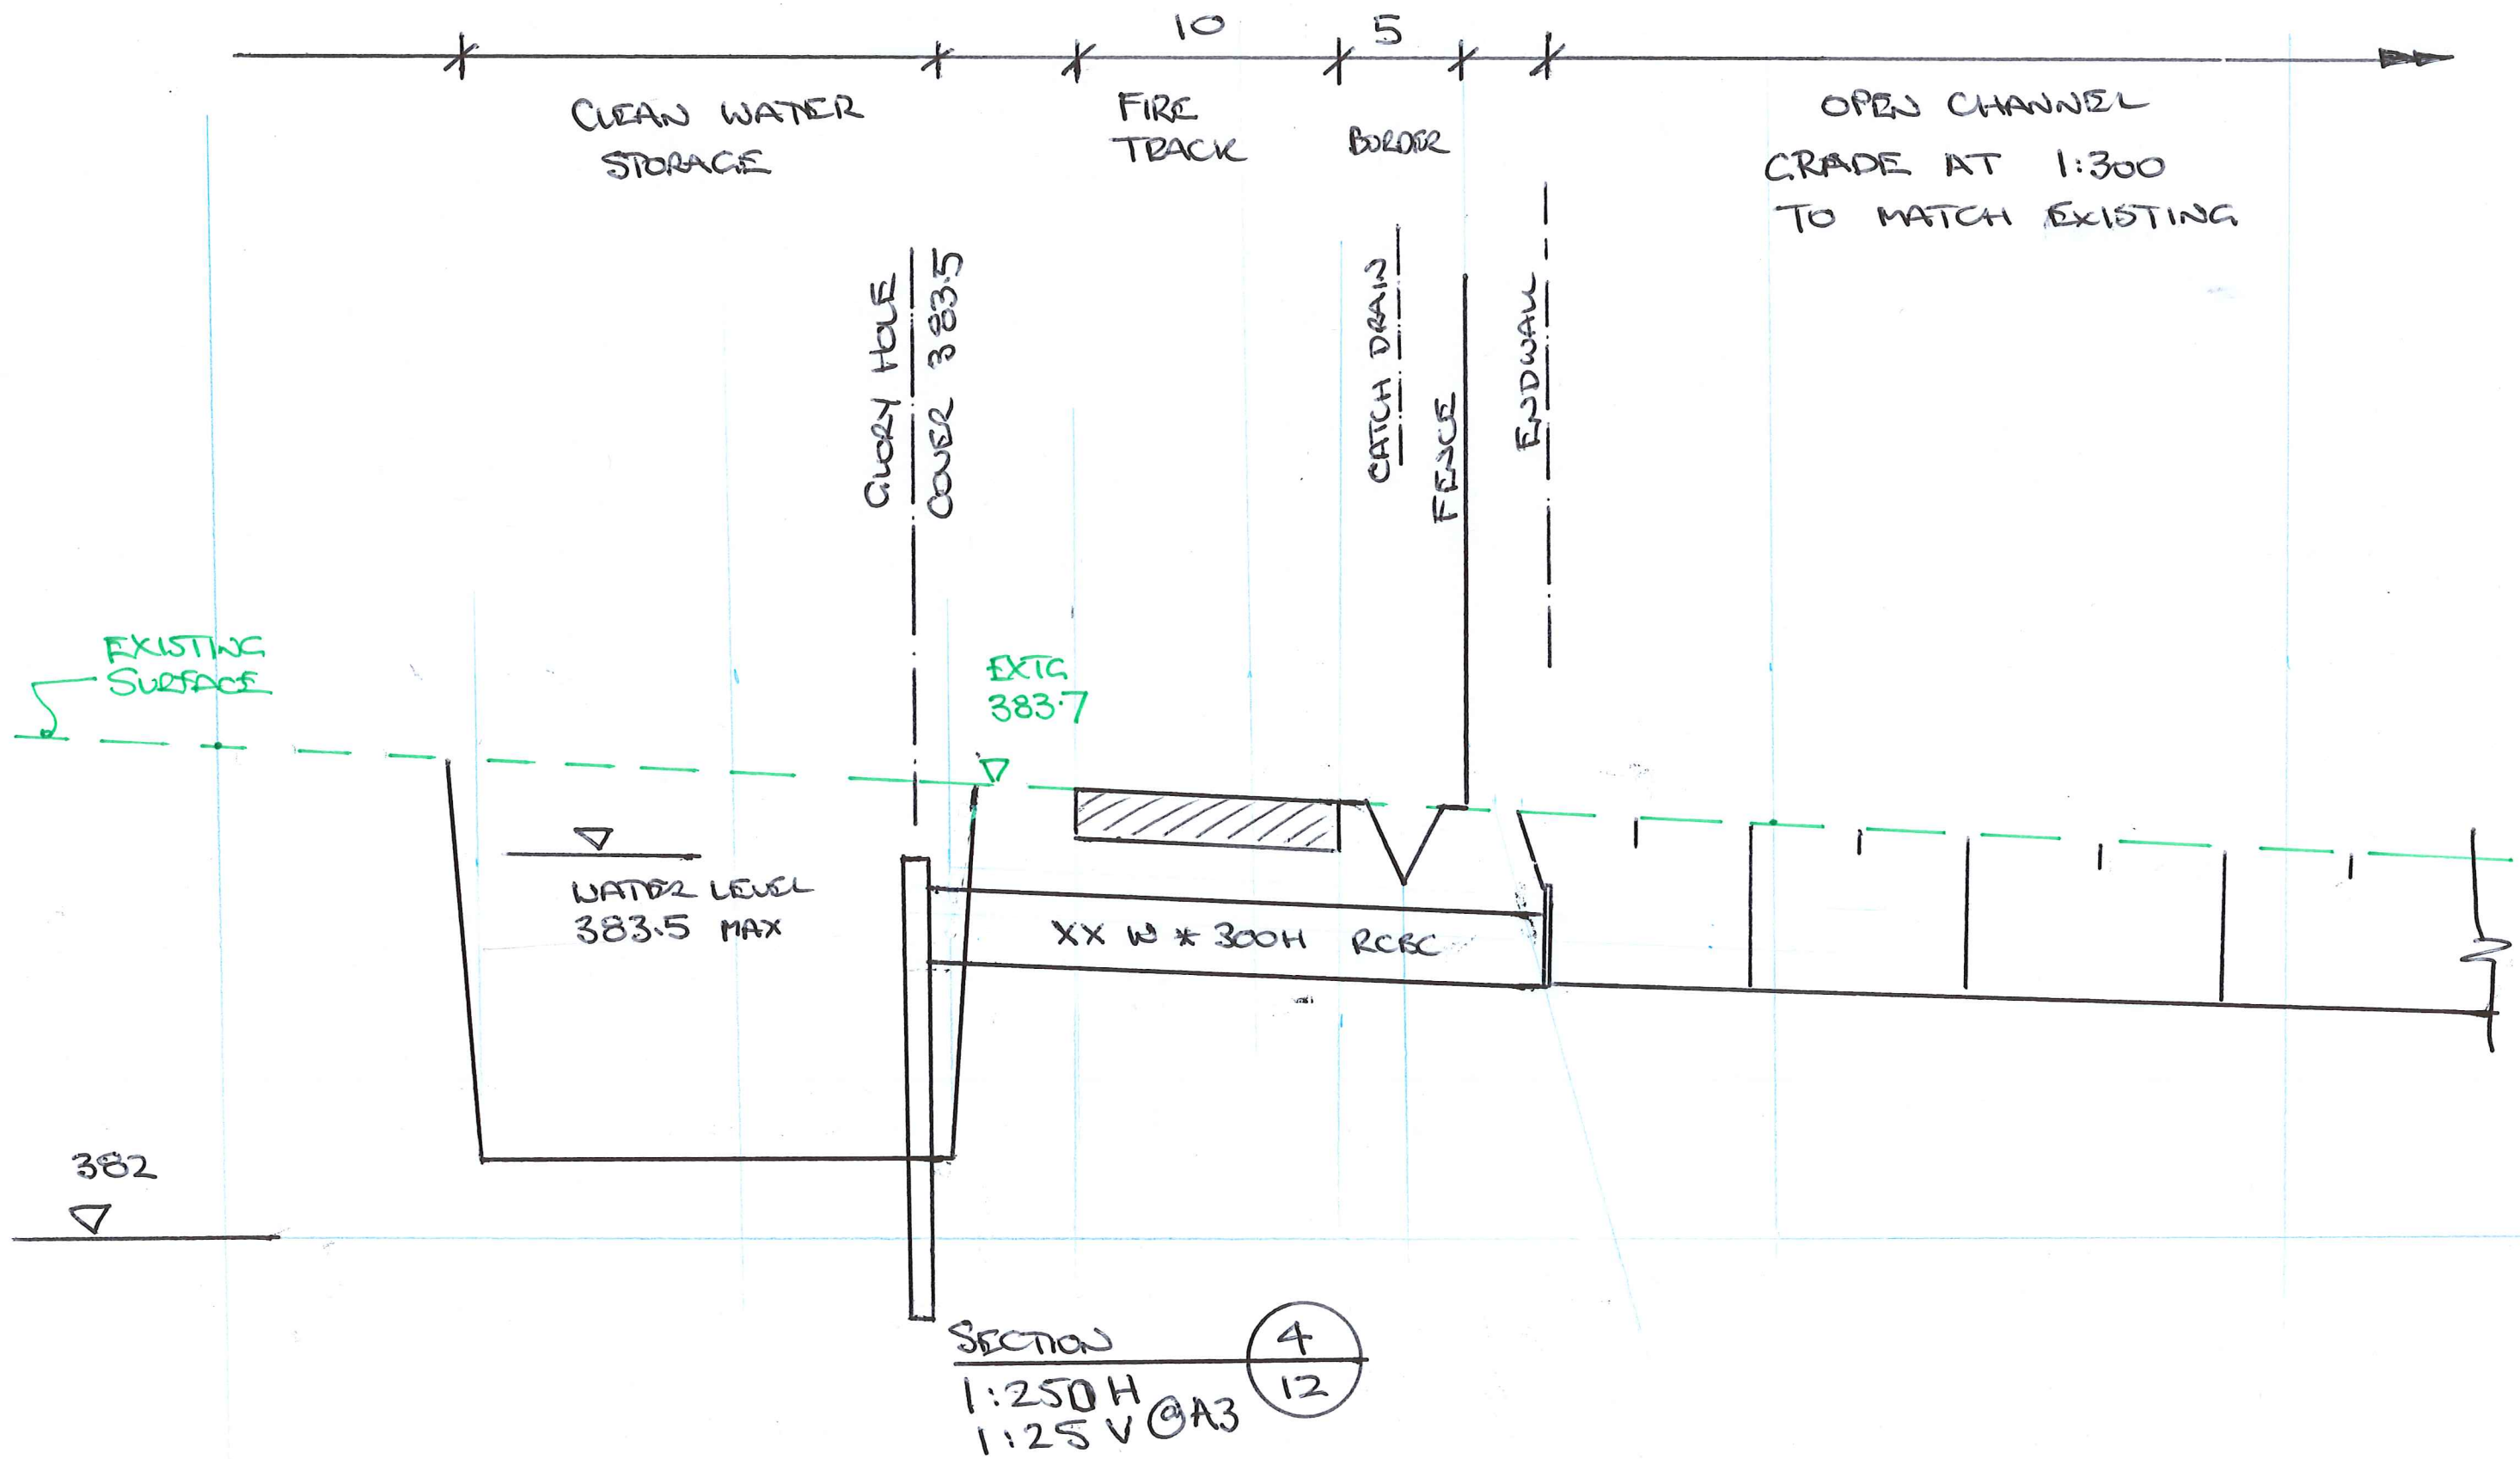 10
5
CLEAN WATER
STORAGE
FIRE
TRACK
BORDER
OPEN CHANNEL
GRADE AT 1:300
TO MATCH EXISTING
GLORY HOLE
COVER 383.5
CATCH DRAIN
FENCE
ENDWALL
EXISTING
SURFACE
EXTG
383.7
WATER LEVEL
383.5 MAX
XX W * 300H RCBC
382
SECTION
4
12
1:250 H
1:25 V @A3